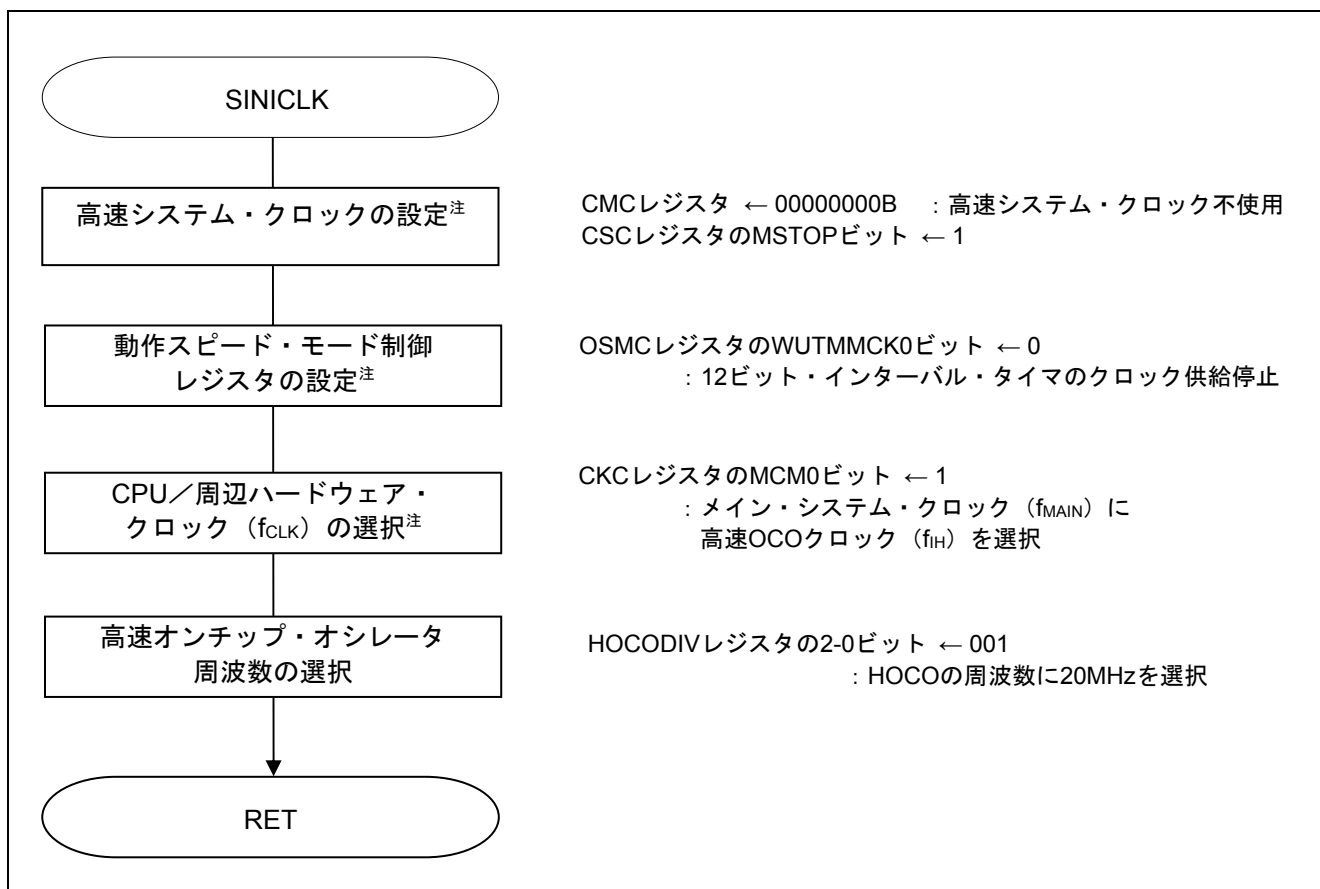 SINICLK
高速システム・クロックの設定注
CMCレジスタ ← 00000000B ：高速システム・クロック不使用
CSCレジスタのMSTOPビット ← 1
動作スピード・モード制御
レジスタの設定注
OSMCレジスタのWUTMMCK0ビット ← 0
：12ビット・インターバル・タイマのクロック供給停止
CPU／周辺ハードウェア・
クロック（fCLK）の選択注
CKCレジスタのMCM0ビット ← 1
：メイン・システム・クロック（fMAIN）に
高速OCOクロック（fIH）を選択
高速オンチップ・オシレータ
周波数の選択
HOCODIVレジスタの2-0ビット ← 001
：HOCOの周波数に20MHzを選択
RET